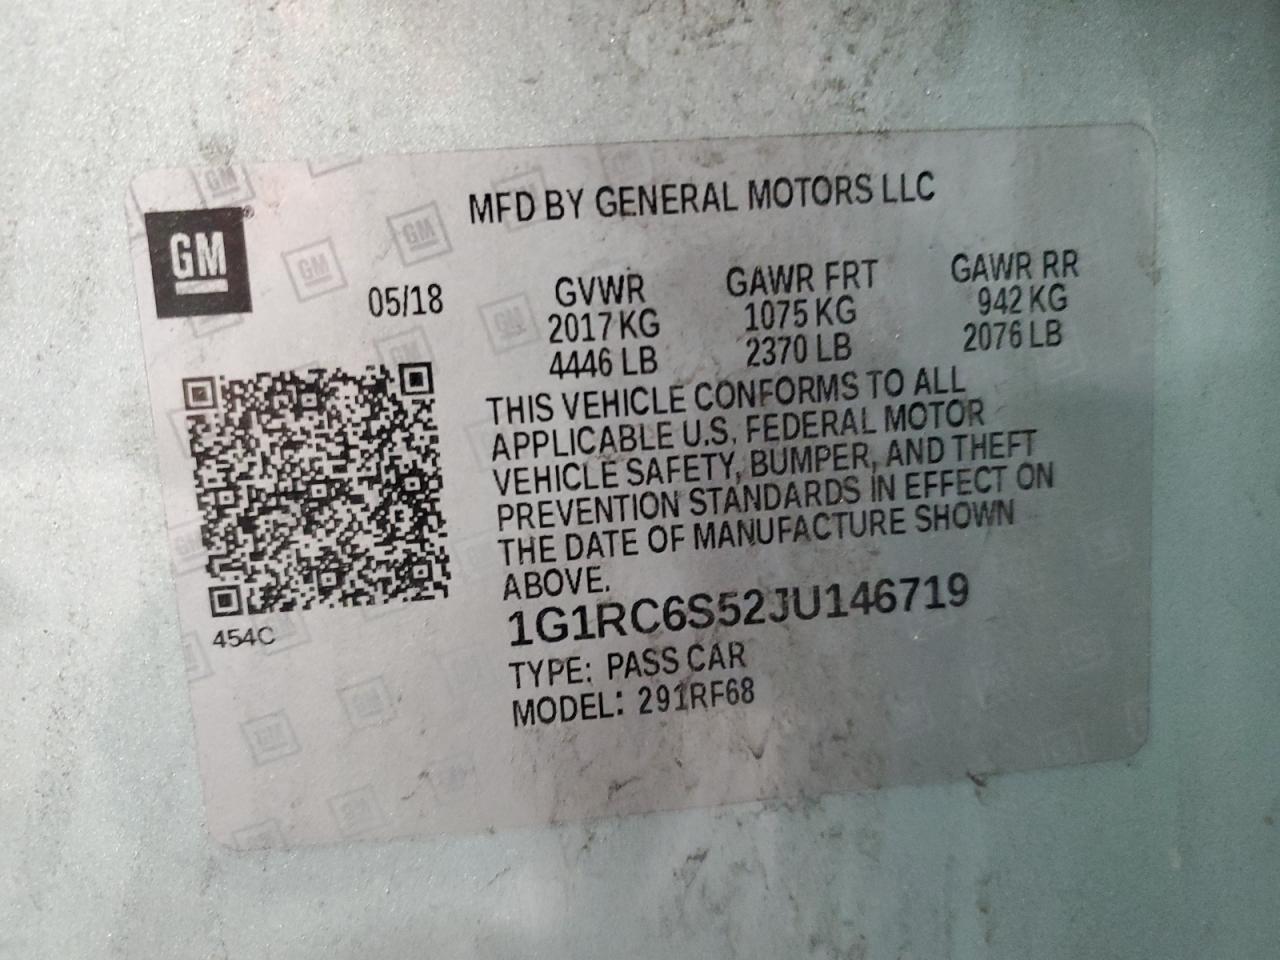 MFD BY GENERAL MOTORS LLC
GM
®
05/18
GVWR
2017 KG
4446 LB
GAWR FRT
1075 KG
2370 LB
GAWR RR
942 KG
2076 LB
THIS VEHICLE CONFORMS TO ALL
APPLICABLE U.S. FEDERAL MOTOR
VEHICLE SAFETY, BUMPER, AND THEFT
PREVENTION STANDARDS IN EFFECT ON
THE DATE OF MANUFACTURE SHOWN
ABOVE.
454C
1G1RC6S52JU146719
TYPE: PASS CAR
MODEL: 291RF68